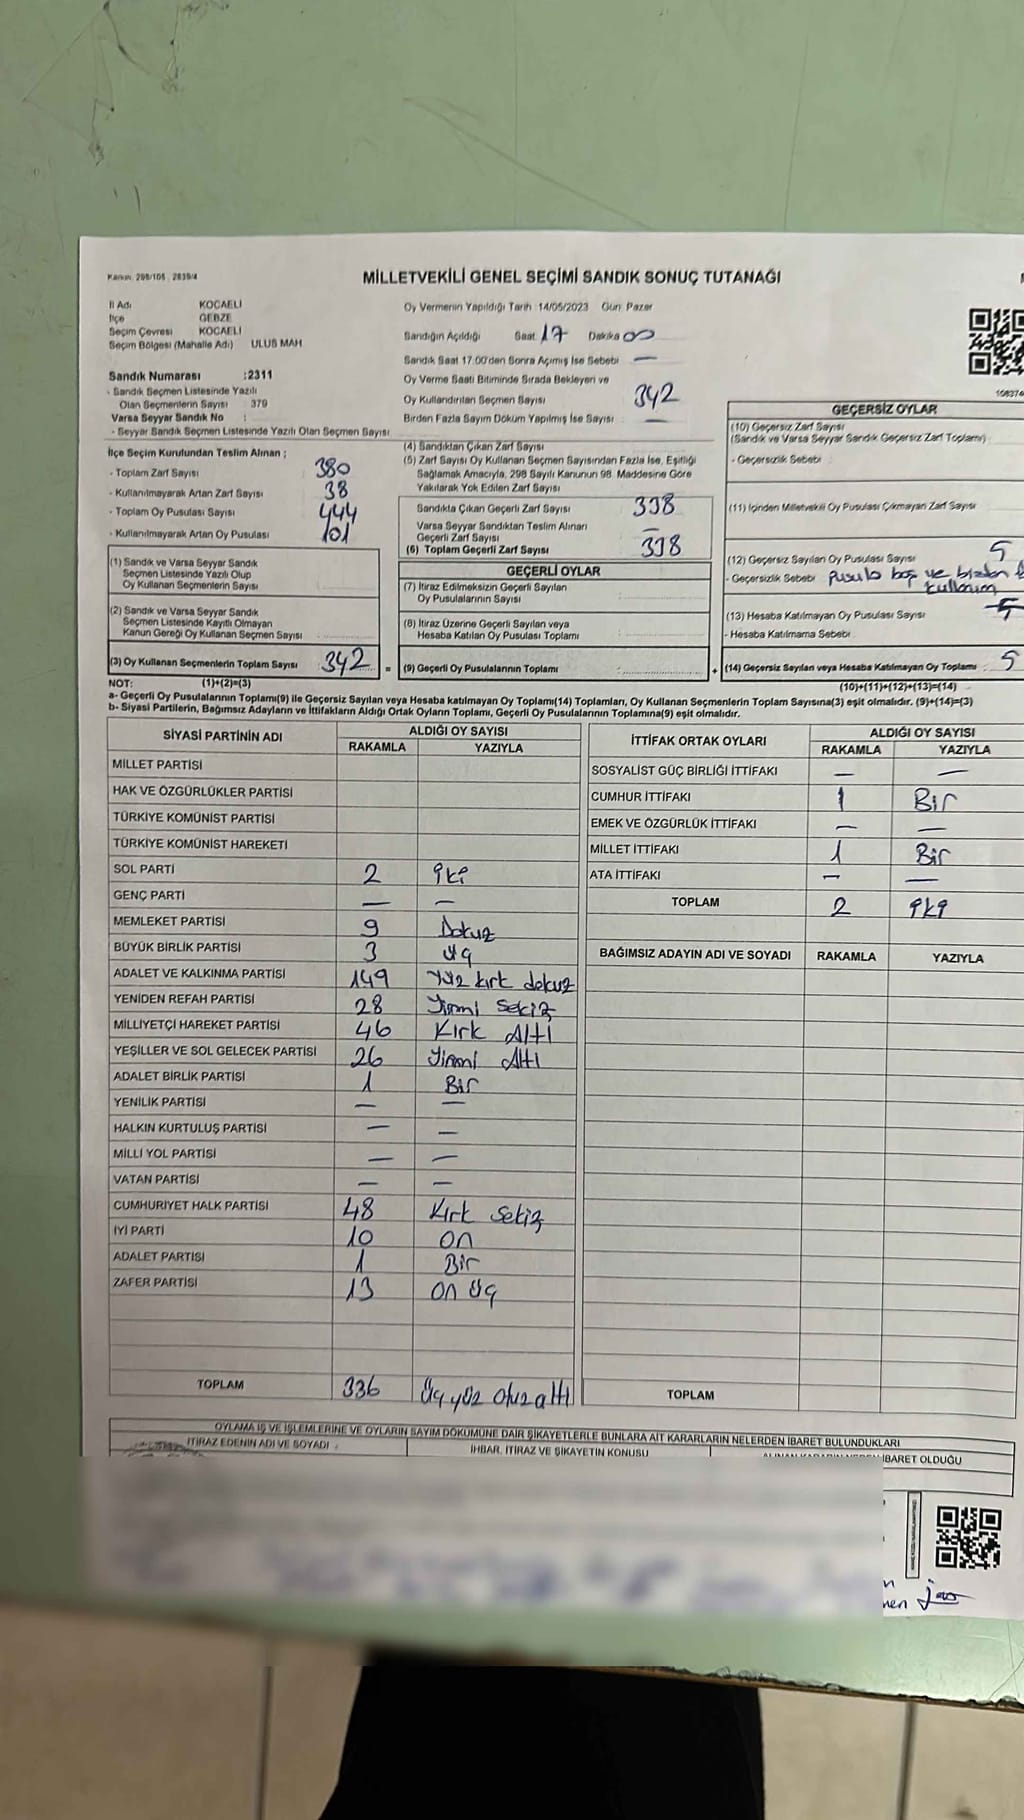 Kanun. 298/105 , 2839/4
MİLLETVEKİLİ GENEL SEÇİMİ SANDIK SONUÇ TUTANAĞI
İl Adı KOCAELİ
İlçe GEBZE
Seçim Çevresi KOCAELİ
Seçim Bölgesi (Mahalle Adı) ULUS MAH
Sandık Numarası :2311
- Sandık Seçmen Listesinde Yazılı
Olan Seçmenlerin Sayısı : 379
Varsa Seyyar Sandık No :
- Seyyar Sandık Seçmen Listesinde Yazılı Olan Seçmen Sayısı
İlçe Seçim Kurulundan Teslim Alınan ;
- Toplam Zarf Sayısı 380
- Kullanılmayarak Artan Zarf Sayısı 38
- Toplam Oy Pusulası Sayısı 444
- Kullanılmayarak Artan Oy Pusulası 101
(1) Sandık ve Varsa Seyyar Sandık
Seçmen Listesinde Yazılı Olup
Oy Kullanan Seçmenlerin Sayısı
(2) Sandık ve Varsa Seyyar Sandık
Seçmen Listesinde Kayıtlı Olmayan
Kanun Gereği Oy Kullanan Seçmen Sayısı
(3) Oy Kullanan Seçmenlerin Toplam Sayısı 342 =
Oy Vermenin Yapıldığı Tarih :14/05/2023 Gün: Pazar
Sandığın Açıldığı Saat 17 Dakika 00
Sandık Saat 17:00'den Sonra Açımış İse Sebebi —
Oy Verme Saati Bitiminde Sırada Bekleyen ve
Oy Kullandırılan Seçmen Sayısı 342
Birden Fazla Sayım Döküm Yapılmış İse Sayısı —
(4) Sandıktan Çıkan Zarf Sayısı
(5) Zarf Sayısı Oy Kullanan Seçmen Sayısından Fazla İse, Eşitliği
Sağlamak Amacıyla, 298 Sayılı Kanunun 98. Maddesine Göre
Yakılarak Yok Edilen Zarf Sayısı
Sandıkta Çıkan Geçerli Zarf Sayısı 338
Varsa Seyyar Sandıktan Teslim Alınan
Geçerli Zarf Sayısı —
(6) Toplam Geçerli Zarf Sayısı 338
GEÇERLİ OYLAR
(7) İtiraz Edilmeksizin Geçerli Sayılan
Oy Pusulalarının Sayısı
(8) İtiraz Üzerine Geçerli Sayılan veya
Hesaba Katılan Oy Pusulası Toplamı
(9) Geçerli Oy Pusulalarının Toplamı +
108374
GEÇERSİZ OYLAR
(10) Geçersiz Zarf Sayısı
(Sandık ve Varsa Seyyar Sandık Geçersiz Zarf Toplamı)
- Geçersizlik Sebebi
(11) İçinden Milletvekili Oy Pusulası Çıkmayan Zarf Sayısı
(12) Geçersiz Sayılan Oy Pusulası Sayısı 5
- Geçersizlik Sebebi pusula boş ve birden
kullanım
(13) Hesaba Katılmayan Oy Pusulası Sayısı
- Hesaba Katılmama Sebebi
(14) Geçersiz Sayılan veya Hesaba Katılmayan Oy Toplamı : 5
NOT: (1)+(2)=(3) (10)+(11)+(12)+(13)=(14)
a- Geçerli Oy Pusulalarının Toplamı(9) ile Geçersiz Sayılan veya Hesaba katılmayan Oy Toplamı(14) Toplamları, Oy Kullanan Seçmenlerin Toplam Sayısına(3) eşit olmalıdır. (9)+(14)=(3)
b- Siyasi Partilerin, Bağımsız Adayların ve İttifakların Aldığı Ortak Oyların Toplamı, Geçerli Oy Pusulalarının Toplamına(9) eşit olmalıdır.
SİYASİ PARTİNİN ADI ALDIĞI OY SAYISI
RAKAMLA YAZIYLA
MİLLET PARTİSİ
HAK VE ÖZGÜRLÜKLER PARTİSİ
TÜRKİYE KOMÜNİST PARTİSİ
TÜRKİYE KOMÜNİST HAREKETİ
SOL PARTİ 2 iki
GENÇ PARTİ — —
MEMLEKET PARTİSİ 9 Dokuz
BÜYÜK BİRLİK PARTİSİ 3 üç
ADALET VE KALKINMA PARTİSİ 149 Yüz kırk dokuz
YENİDEN REFAH PARTİSİ 28 Yirmi Sekiz
MİLLİYETÇİ HAREKET PARTİSİ 46 Kırk Altı
YEŞİLLER VE SOL GELECEK PARTİSİ 26 Yirmi Altı
ADALET BİRLİK PARTİSİ 1 Bir
YENİLİK PARTİSİ — —
HALKIN KURTULUŞ PARTİSİ — —
MİLLİ YOL PARTİSİ — —
VATAN PARTİSİ — —
CUMHURİYET HALK PARTİSİ 48 Kırk Sekiz
İYİ PARTİ 10 On
ADALET PARTİSİ 1 Bir
ZAFER PARTİSİ 13 On üç
TOPLAM 336 Üç yüz otuz altı
İTTİFAK ORTAK OYLARI ALDIĞI OY SAYISI
RAKAMLA YAZIYLA
SOSYALİST GÜÇ BİRLİĞİ İTTİFAKI — —
CUMHUR İTTİFAKI 1 Bir
EMEK VE ÖZGÜRLÜK İTTİFAKI — —
MİLLET İTTİFAKI 1 Bir
ATA İTTİFAKI — —
TOPLAM 2 iki
BAĞIMSIZ ADAYIN ADI VE SOYADI RAKAMLA YAZIYLA
TOPLAM
OYLAMA İŞ VE İŞLEMLERİNE VE OYLARIN SAYIM DÖKÜMÜNE DAİR ŞİKAYETLERLE BUNLARA AİT KARARLARIN NELERDEN İBARET BULUNDUKLARI
İTİRAZ EDENİN ADI VE SOYADI İHBAR, İTİRAZ VE ŞİKAYETİN KONUSU İBARET OLDUĞU